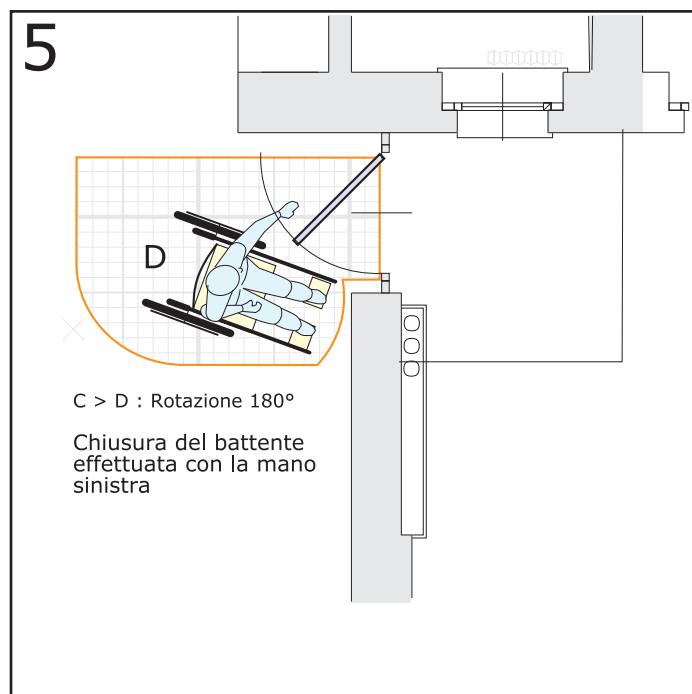 5
D
C > D : Rotazione 180°
Chiusura del battente
effettuata con la mano
sinistra